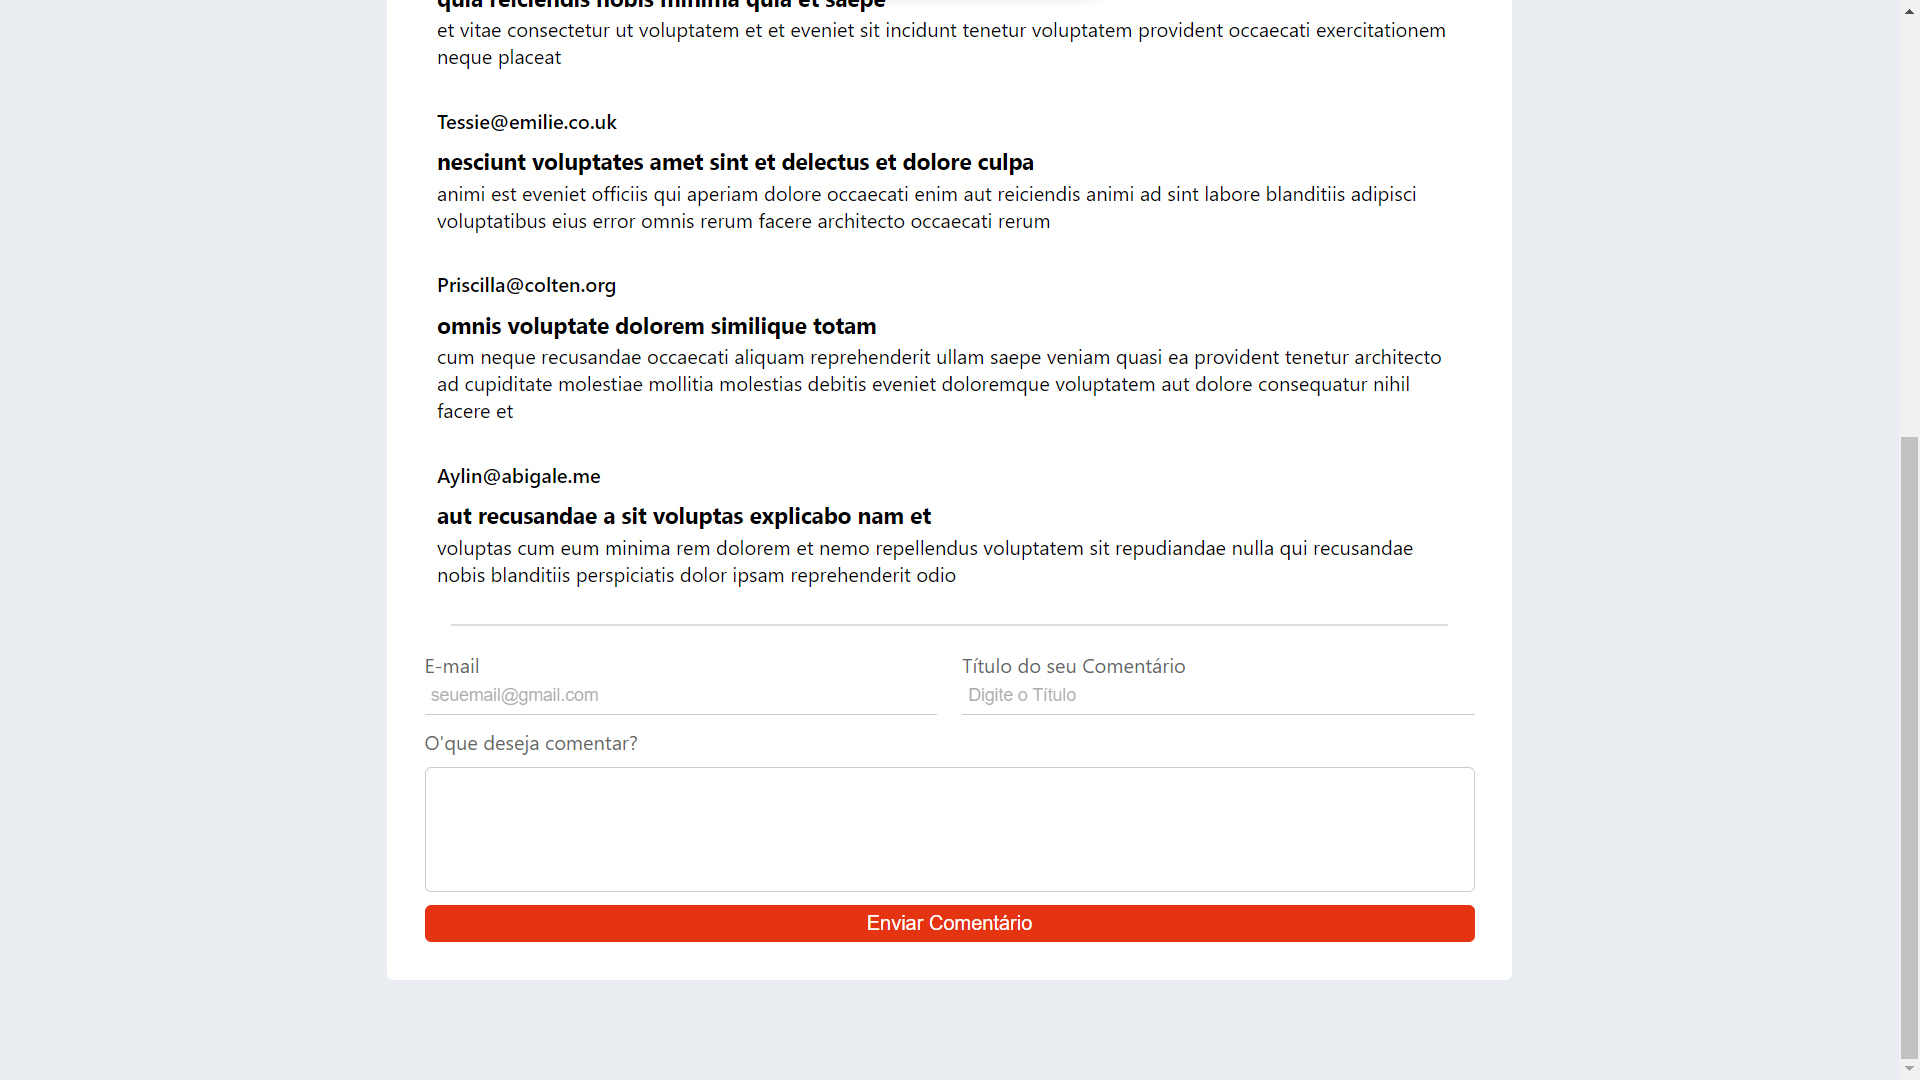 quia reiciendis nobis minima quia et saepe
et vitae consectetur ut voluptatem et et eveniet sit incidunt tenetur voluptatem provident occaecati exercitationem
neque placeat
Tessie@emilie.co.uk
nesciunt voluptates amet sint et delectus et dolore culpa
animi est eveniet officiis qui aperiam dolore occaecati enim aut reiciendis animi ad sint labore blanditiis adipisci
voluptatibus eius error omnis rerum facere architecto occaecati rerum
Priscilla@colten.org
omnis voluptate dolorem similique totam
cum neque recusandae occaecati aliquam reprehenderit ullam saepe veniam quasi ea provident tenetur architecto
ad cupiditate molestiae mollitia molestias debitis eveniet doloremque voluptatem aut dolore consequatur nihil
facere et
Aylin@abigale.me
aut recusandae a sit voluptas explicabo nam et
voluptas cum eum minima rem dolorem et nemo repellendus voluptatem sit repudiandae nulla qui recusandae
nobis blanditiis perspiciatis dolor ipsam reprehenderit odio
E-mail
seuemail@gmail.com
Título do seu Comentário
Digite o Título
O'que deseja comentar?
Enviar Comentário